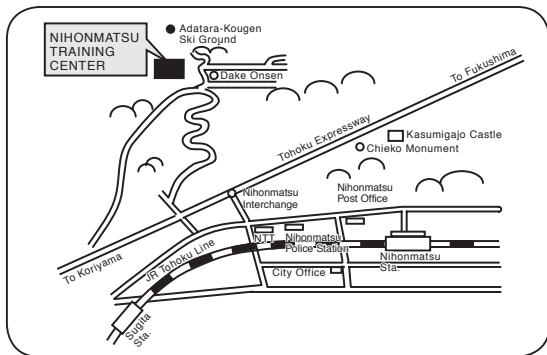 NIHONMATSU
TRAINING
CENTER
Adatara-Kougen
Ski Ground
Dake Onsen
To Fukushima
Tohoku Expressway
Kasumigajo Castle
Chieko Monument
Nihonmatsu
Interchange
Nihonmatsu
Post Office
NTT
Nihonmatsu
Police Station
Nihonmatsu
Sta.
City Office
JR Tohoku Line
To Koriyama
Sugita
Sta.